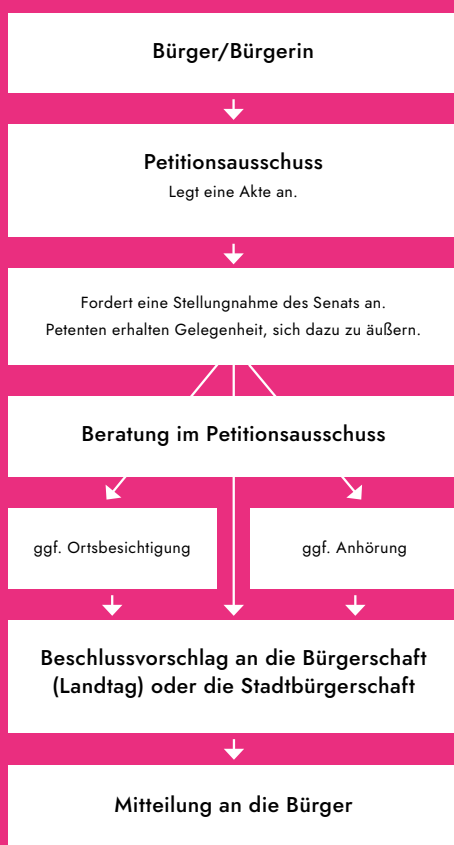 Bürger/Bürgerin
Petitionsausschuss
Legt eine Akte an.
Fordert eine Stellungnahme des Senats an.
Petenten erhalten Gelegenheit, sich dazu zu äußern.
Beratung im Petitionsausschuss
ggf. Ortsbesichtigung
ggf. Anhörung
Beschlussvorschlag an die Bürgerschaft
(Landtag) oder die Stadtbürgerschaft
Mitteilung an die Bürger